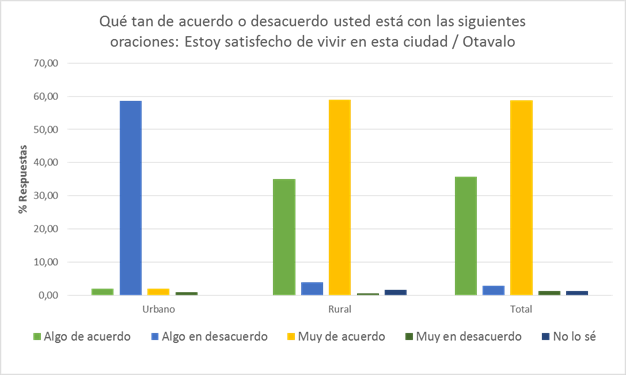 Qué tan de acuerdo o desacuerdo usted está con las siguientes
oraciones: Estoy satisfecho de vivir en esta ciudad / Otavalo
70,00
60,00
50,00
40,00
30,00
20,00
10,00
0,00
% Respuestas
Urbano Rural Total
Algo de acuerdo Algo en desacuerdo Muy de acuerdo Muy en desacuerdo No lo sé